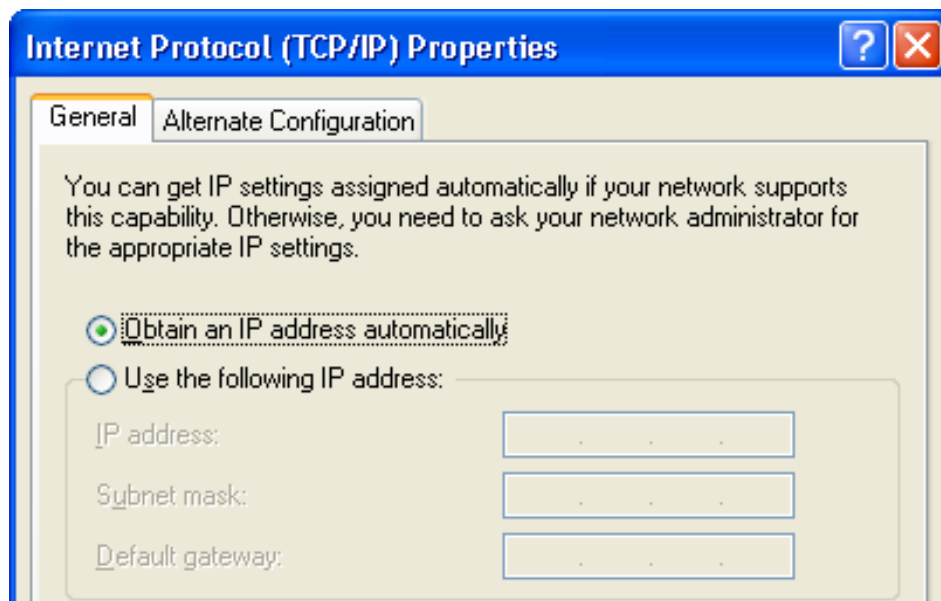 Internet Protocol (TCP/IP) Properties
General
Alternate Configuration
You can get IP settings assigned automatically if your network supports
this capability. Otherwise, you need to ask your network administrator for
the appropriate IP settings.
Obtain an IP address automatically
Use the following IP address:
IP address:
Subnet mask:
Default gateway: